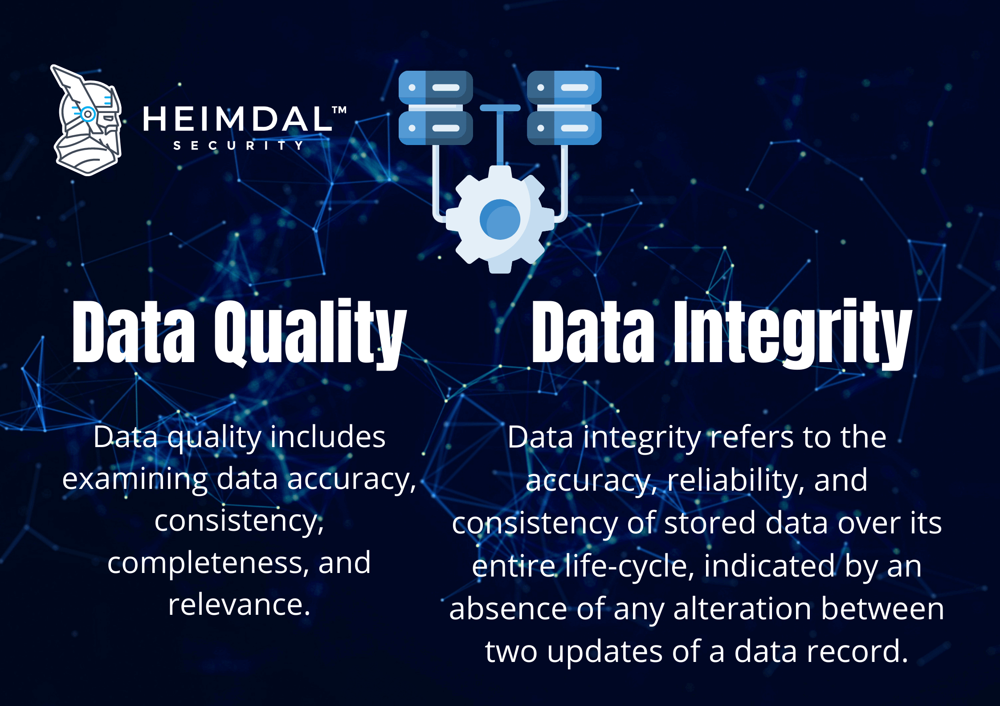 HEIMDAL™
SECURITY
Data Quality
Data quality includes
examining data accuracy,
consistency,
completeness, and
relevance.
Data Integrity
Data integrity refers to the
accuracy, reliability, and
consistency of stored data over its
entire life-cycle, indicated by an
absence of any alteration between
two updates of a data record.